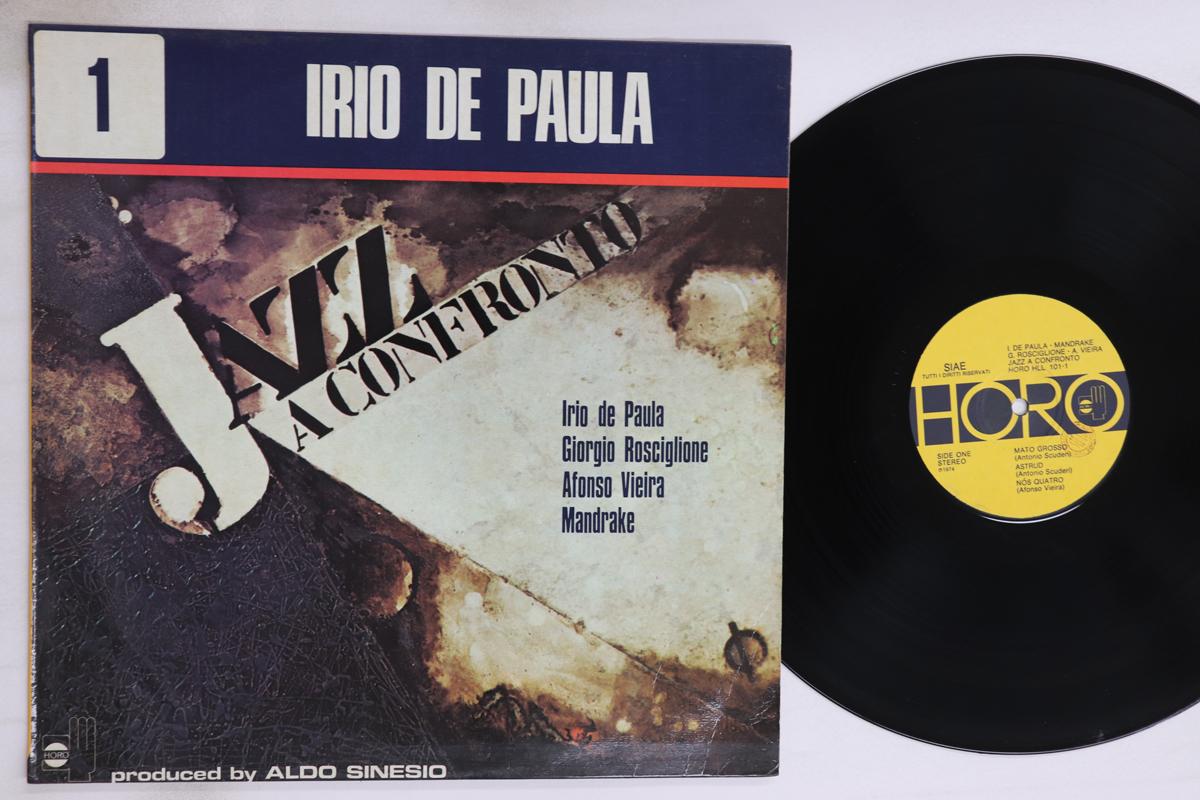 1
IRIO DE PAULA
JAZZ
A CONFRONTO
Irio de Paula
Giorgio Rosciglione
Afonso Vieira
Mandrake
HORO
produced by ALDO SINESIO
SIAE
TUTTI I DIRITTI RISERVATI
I. DE PAULA - MANDRAKE
G. ROSCIGLIONE - A. VIEIRA
JAZZ A CONFRONTO
HORO HLL 101-1
HORO
SIDE ONE
STEREO
℗1974
MATO GROSSO
(Antonio Scuderi)
ASTRUD
(Antonio Scuderi)
NÓS QUATRO
(Afonso Vieira)